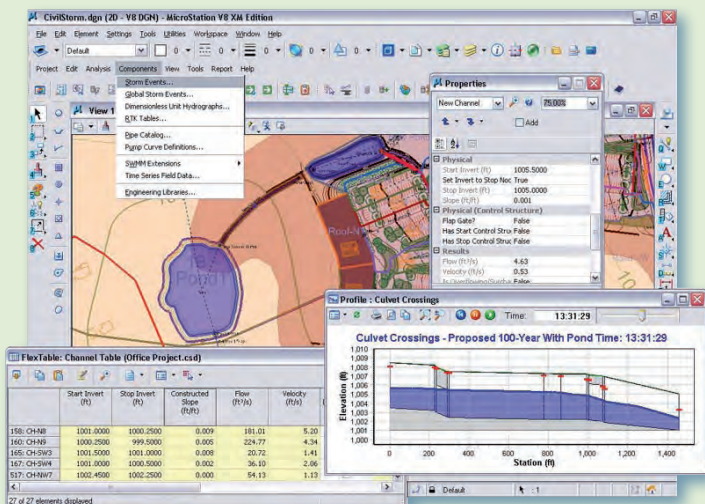 CivilStorm.dgn (2D - V8 DGN) - MicroStation V8 XM Edition
File Edit Element Settings Tools Utilities Workspace Window Help
Default 0 0 0 0 0
Project Edit Analysis Components View Tools Report Help
Storm Events...
Global Storm Events...
Dimensionless Unit Hydrographs...
RTK Tables...
Pipe Catalog...
Pump Curve Definitions...
SWMM Extensions
Time Series Field Data...
Engineering Libraries...
View 1
Pond 1
Roof-N
Properties
New Channel 75.00%
Add
Physical
Start Invert (ft) 1005.5000
Set Invert to Stop Noc True
Stop Invert (ft) 1005.0000
Slope (ft/ft) 0.001
Physical (Control Structure)
Flap Gate? False
Has Start Control Struc False
Has Stop Control Struc False
Results
Flow (ft³/s) 4.63
Velocity (ft/s) 0.53
False
Profile : Culvet Crossings
Time: 13:31:29
Culvet Crossings - Proposed 100-Year With Pond Time: 13:31:29
Elevation (ft)
1,010
1,009
1,008
1,007
1,006
1,005
1,004
1,003
1,002
1,001
1,000
0 200 400 600 800 1,000 1,200 1,400
Station (ft)
FlexTable: Channel Table (Office Project.csd)
Start Invert (ft) Stop Invert (ft) Constructed Slope (ft/ft) Flow (ft³/s) Velocity (ft/s)
158: CH-N8 1001.0000 1000.2500 0.009 181.01 5.20
160: CH-N9 1000.2500 999.5000 0.005 224.77 4.34
165: CH-SW3 1001.5000 1001.0000 0.008 20.72 1.41
167: CH-SW4 1001.0000 1000.5000 0.002 36.10 2.06
517: CH-NW7 1002.4500 1002.2500 0.000 54.13 1.13
27 of 27 elements displayed
Default 1:1